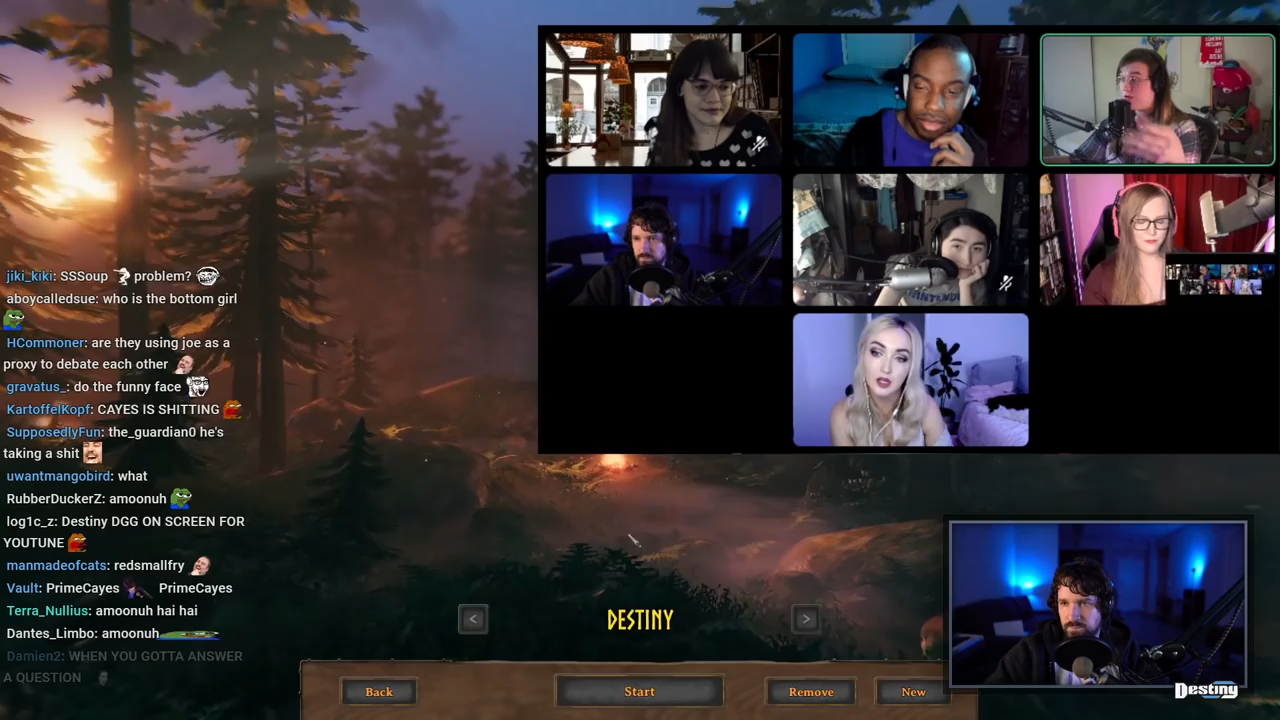 jiki_kiki: SSSoup problem?
aboycalledsue: who is the bottom girl
HCommoner: are they using joe as a
proxy to debate each other
gravatus_: do the funny face
KartoffelKopf: CAYES IS SHITTING
SupposedlyFun: the_guardian0 he's
taking a shit
uwantmangobird: what
RubberDuckerZ: amoonuh
log1c_z: Destiny DGG ON SCREEN FOR
YOUTUNE
manmadeofcats: redsmallfry
Vault: PrimeCayes PrimeCayes
Terra_Nullius: amoonuh hai hai
Dantes_Limbo: amoonuh
Damien2: WHEN YOU GOTTA ANSWER
A QUESTION
<
DESTINY
>
Back
Start
Remove
New
Destiny